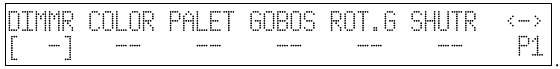 DIMMR COLOR PALET GOBOS ROT.G SHUTR <->
[ --] -- -- -- -- -- P1
.